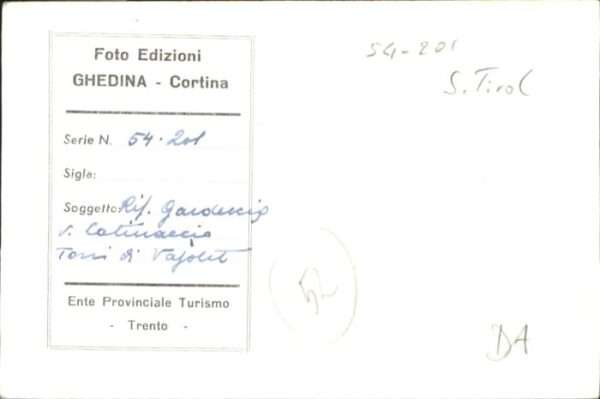 Foto Edizioni
GHEDINA - Cortina
Serie N. 54-201
Sigla:
Soggetto: Rif. Gardeccia
v. Catinaccio
Torri di Vajolet
Ente Provinciale Turismo
- Trento -
54-201
S. Tirol
52
DA